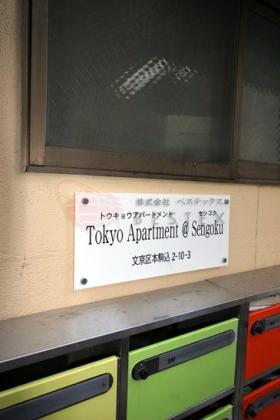 株式会社 ベステックス
BESTEX
トウキョウアパートメント セン​ゴク
Tokyo Apartment @ Sengoku
文京区本駒込 2-10-3